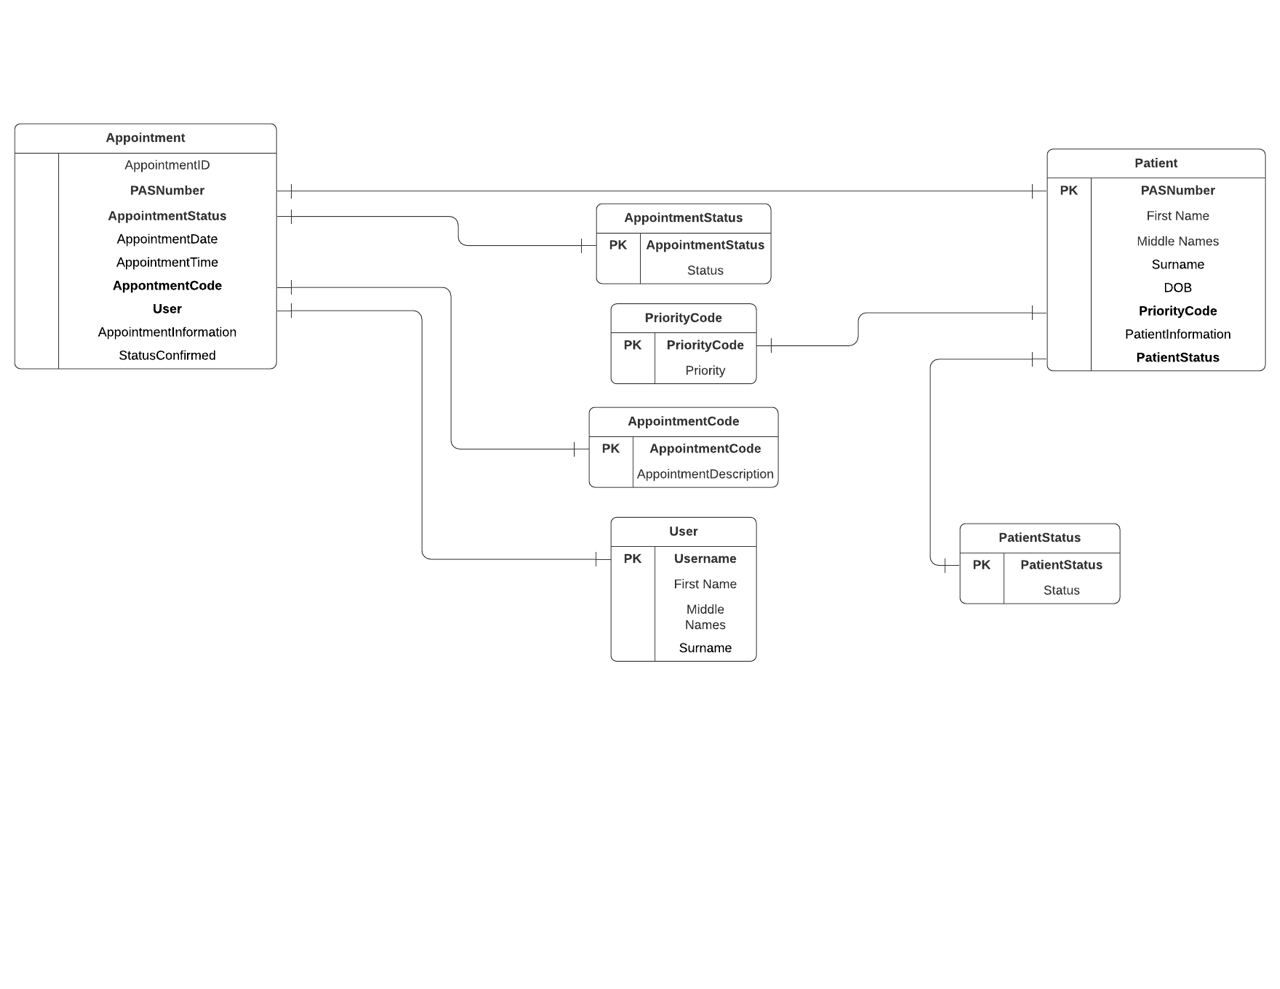 Appointment
AppointmentID
PASNumber
AppointmentStatus
AppointmentDate
AppointmentTime
AppontmentCode
User
AppointmentInformation
StatusConfirmed
AppointmentStatus
PK AppointmentStatus
Status
PriorityCode
PK PriorityCode
Priority
AppointmentCode
PK AppointmentCode
AppointmentDescription
User
PK Username
First Name
Middle
Names
Surname
Patient
PK PASNumber
First Name
Middle Names
Surname
DOB
PriorityCode
PatientInformation
PatientStatus
PatientStatus
PK PatientStatus
Status